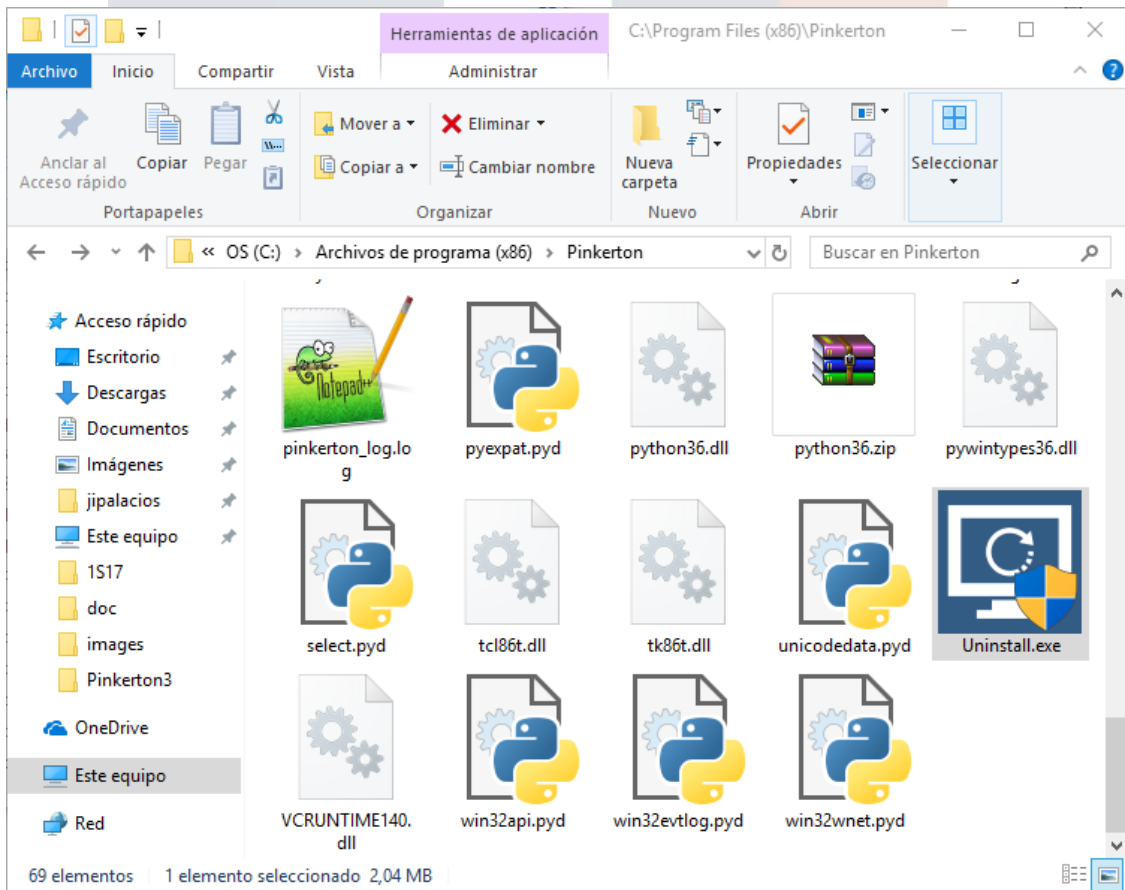 Herramientas de aplicación
C:\Program Files (x86)\Pinkerton
Archivo
Inicio
Compartir
Vista
Administrar
Anclar al
Acceso rápido
Copiar
Pegar
Mover a
Copiar a
Eliminar
Cambiar nombre
Nueva
carpeta
Propiedades
Seleccionar
Portapapeles
Organizar
Nuevo
Abrir
« OS (C:) > Archivos de programa (x86) > Pinkerton
Buscar en Pinkerton
Acceso rápido
Escritorio
Descargas
Documentos
Imágenes
jipalacios
Este equipo
1S17
doc
images
Pinkerton3
OneDrive
Este equipo
Red
Notepad++
pinkerton_log.lo
g
pyexpat.pyd
python36.dll
python36.zip
pywintypes36.dll
select.pyd
tcl86t.dll
tk86t.dll
unicodedata.pyd
Uninstall.exe
VCRUNTIME140.
dll
win32api.pyd
win32evtlog.pyd
win32wnet.pyd
69 elementos
1 elemento seleccionado 2,04 MB